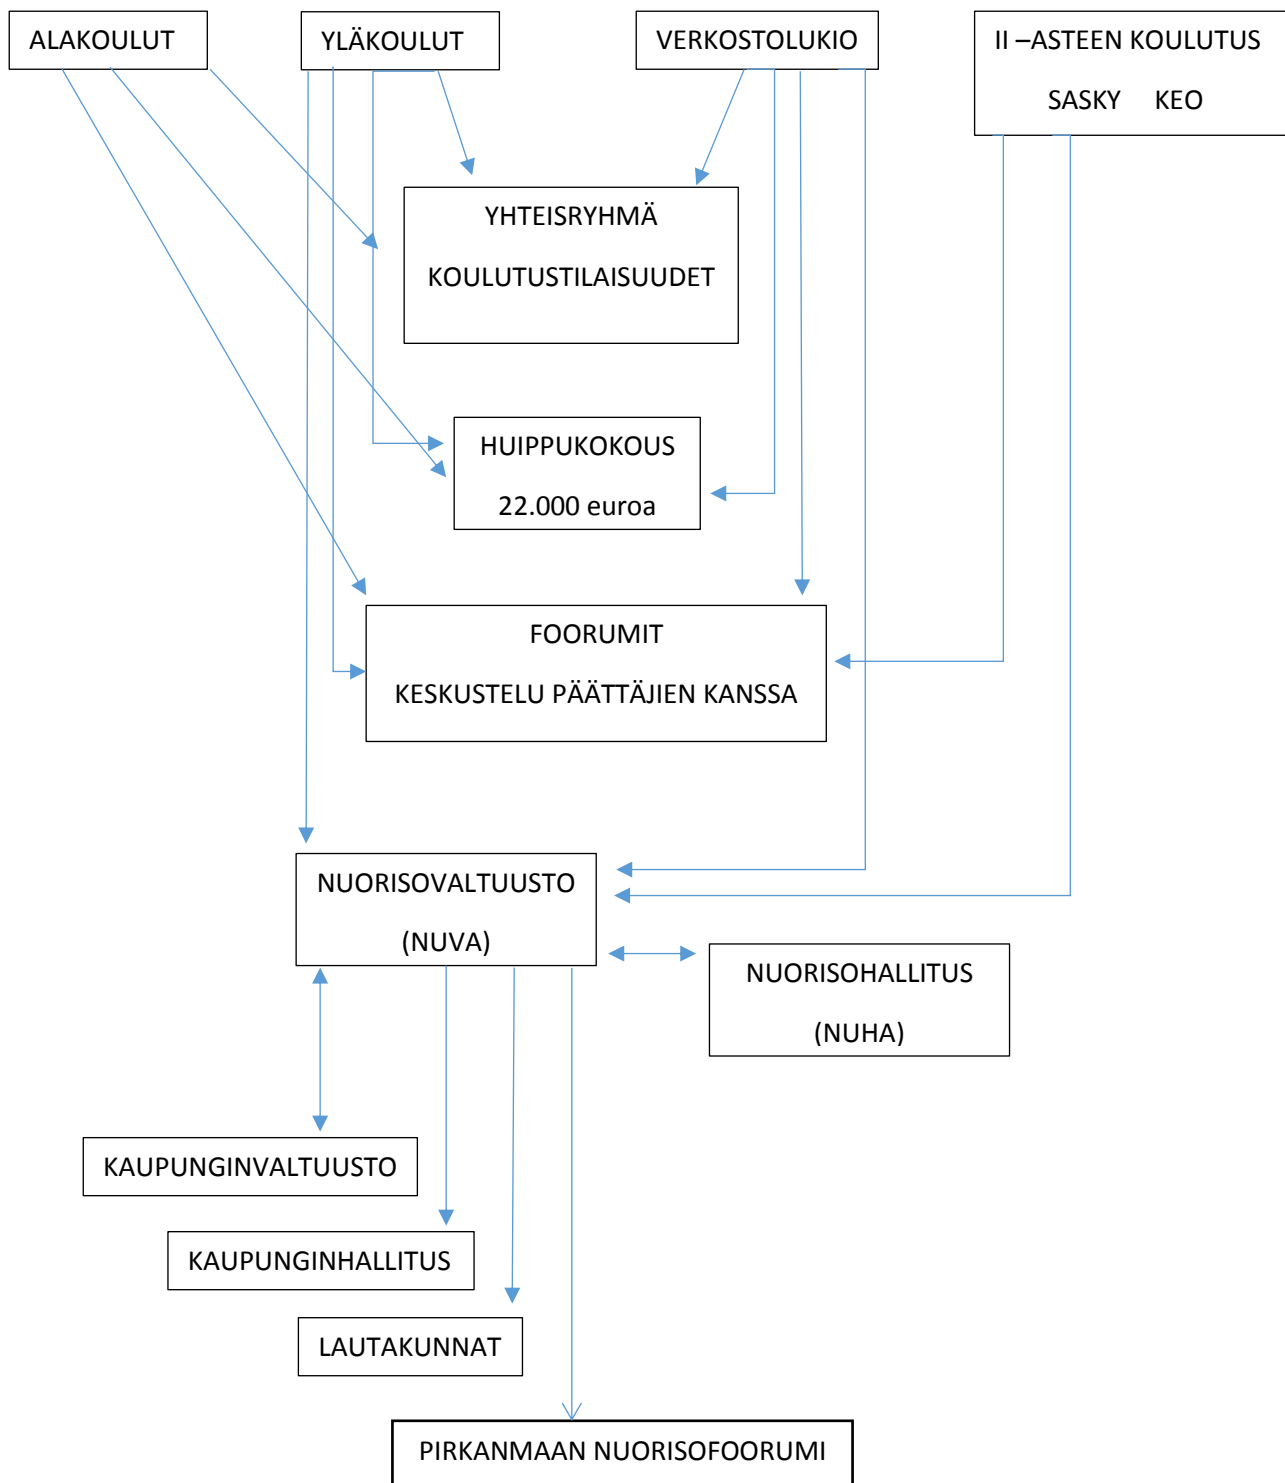 ALAKOULUT
YLÄKOULUT
VERKOSTOLUKIO
II –ASTEEN KOULUTUS
SASKY KEO
YHTEISRYHMÄ
KOULUTUSTILAISUUDET
HUIPPUKOKOUS
22.000 euroa
FOORUMIT
KESKUSTELU PÄÄTTÄJIEN KANSSA
NUORISOVALTUUSTO
(NUVA)
NUORISOHALLITUS
(NUHA)
KAUPUNGINVALTUUSTO
KAUPUNGINHALLITUS
LAUTAKUNNAT
PIRKANMAAN NUORISOFOORUMI